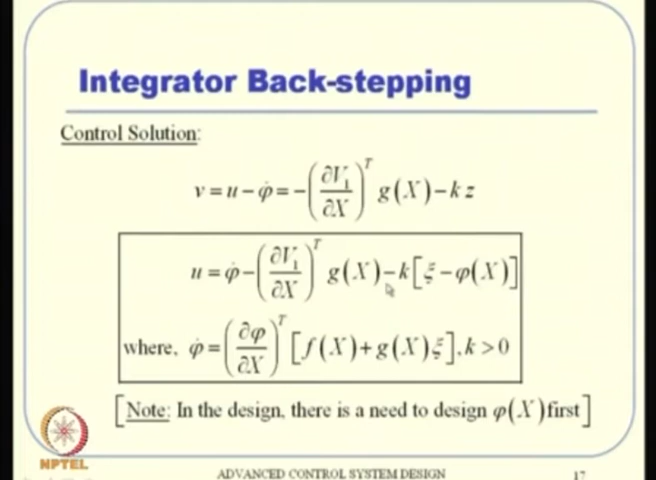 Integrator Back-stepping
Control Solution:
v = u − φ̇ = −(∂V₁/∂X)ᵀ g(X) − k z
u = φ̇ − (∂V₁/∂X)ᵀ g(X) − k[ξ − φ(X)]
where, φ̇ = (∂φ/∂X)ᵀ [f(X) + g(X)ξ], k > 0
[Note: In the design, there is a need to design φ(X) first]
NPTEL
ADVANCED CONTROL SYSTEM DESIGN
17